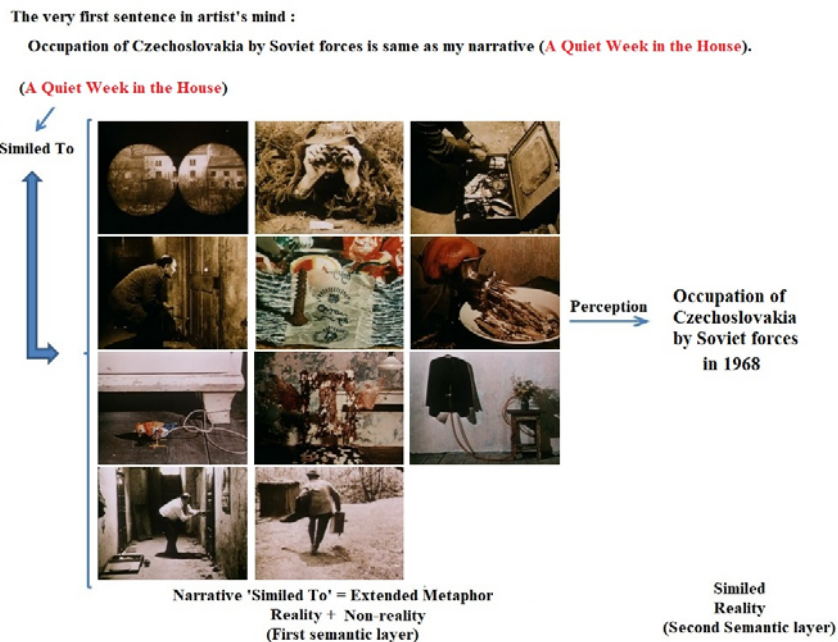 The very first sentence in artist's mind :
Occupation of Czechoslovakia by Soviet forces is same as my narrative (A Quiet Week in the House).
(A Quiet Week in the House)
Similed To
Perception
Occupation of
Czechoslovakia
by Soviet forces
in 1968
Narrative 'Similed To' = Extended Metaphor
Reality + Non-reality
(First semantic layer)
Similed
Reality
(Second Semantic layer)